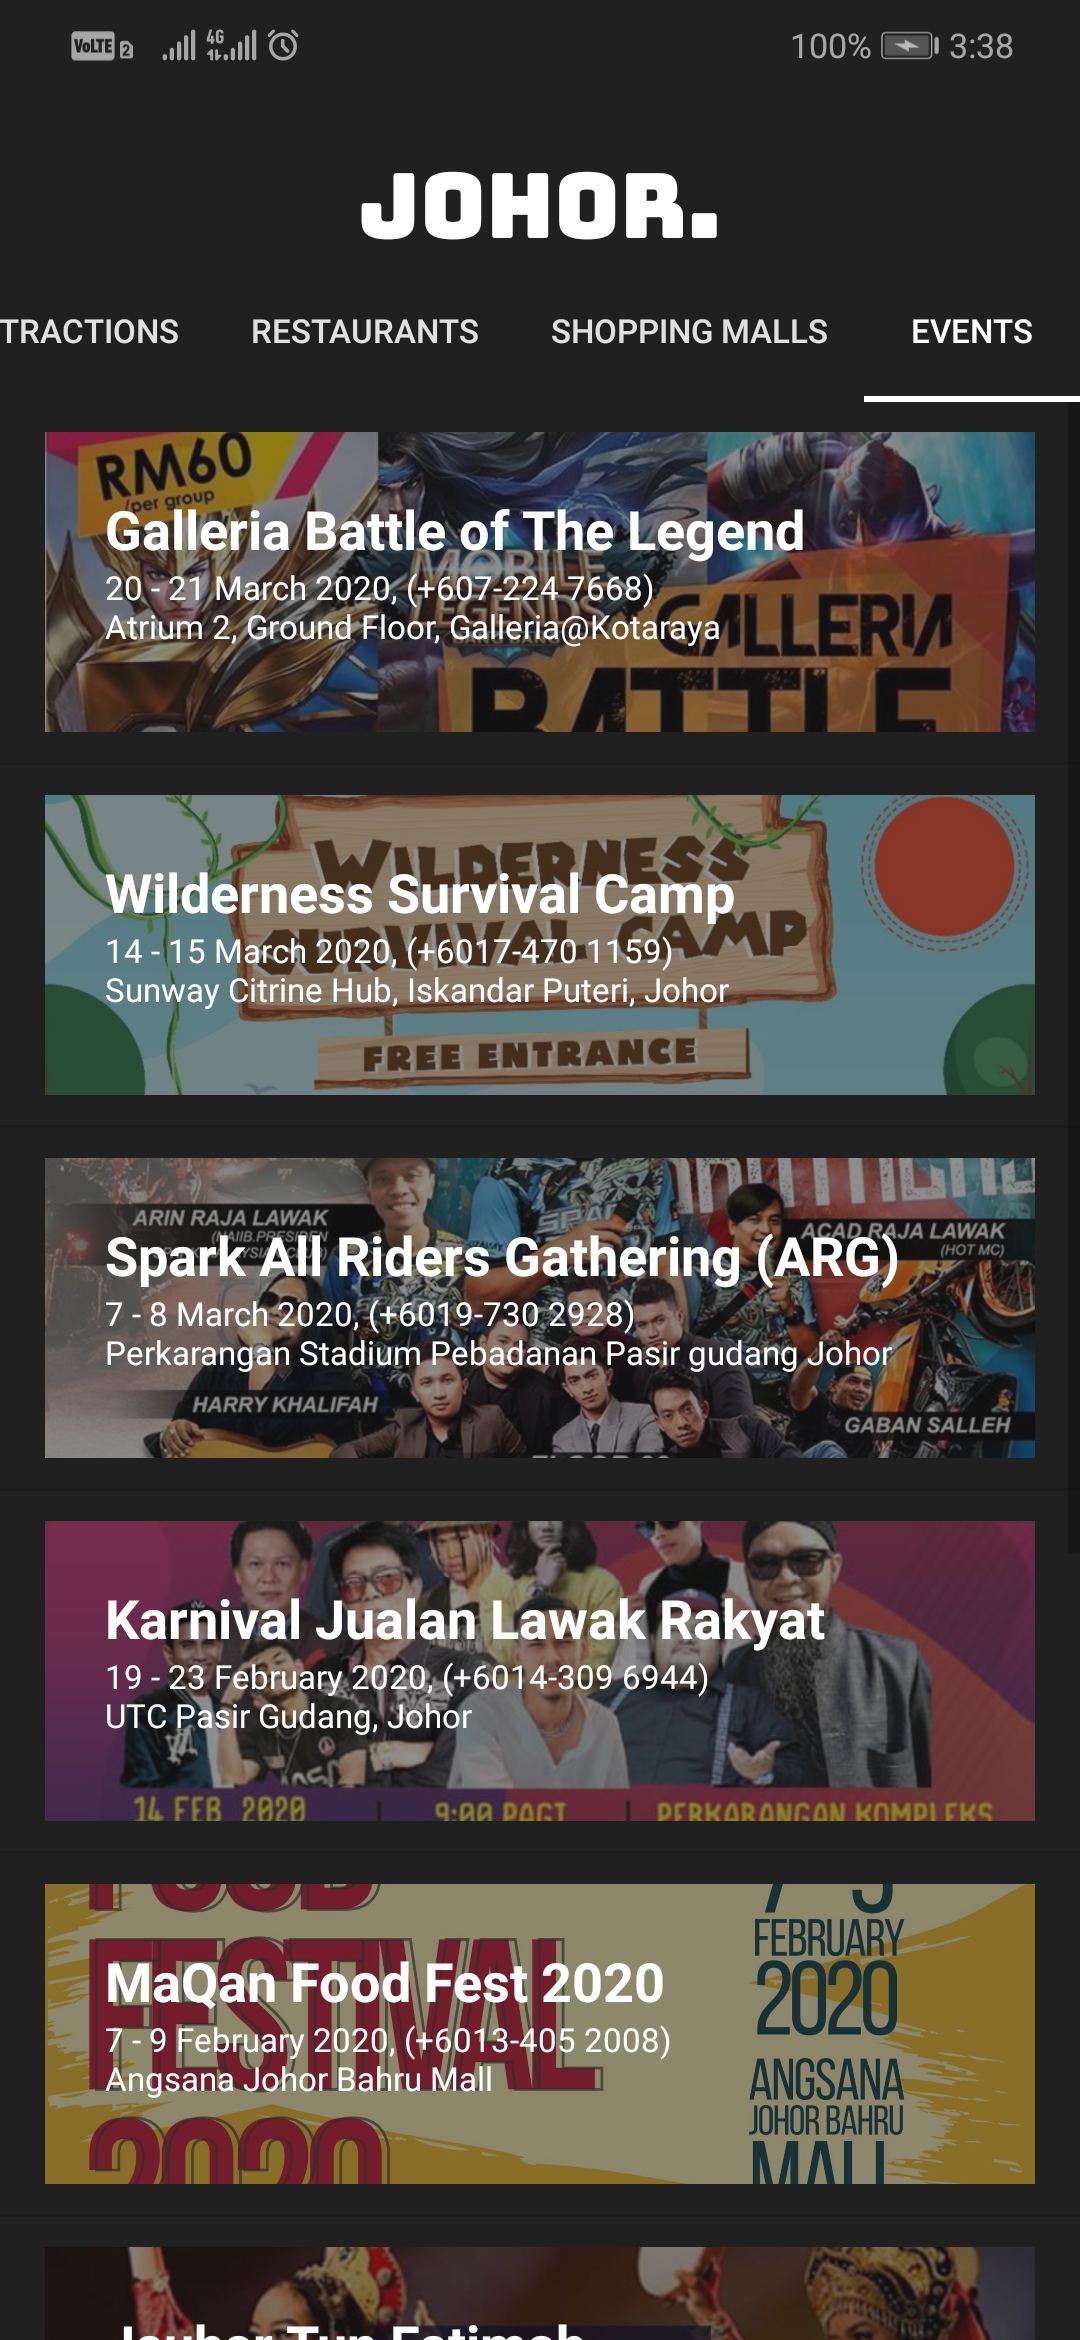 VoLTE 2 4G 100% 3:38
JOHOR.
TRACTIONS RESTAURANTS SHOPPING MALLS EVENTS
RM60
/per group
Galleria Battle of The Legend
20 - 21 March 2020, (+607-224 7668)
Atrium 2, Ground Floor, Galleria@Kotaraya
GALLERIA
BATTLE
WILDERNESS
Wilderness Survival Camp
SURVIVAL CAMP
14 - 15 March 2020, (+6017-470 1159)
Sunway Citrine Hub, Iskandar Puteri, Johor
FREE ENTRANCE
ARIN RAJA LAWAK
ACAD RAJA LAWAK
(HOT MC)
Spark All Riders Gathering (ARG)
7 - 8 March 2020, (+6019-730 2928)
Perkarangan Stadium Pebadanan Pasir gudang Johor
HARRY KHALIFAH
GABAN SALLEH
Karnival Jualan Lawak Rakyat
19 - 23 February 2020, (+6014-309 6944)
UTC Pasir Gudang, Johor
14 FEB 2020 9:00 PAGI PERKARANGAN KOMPLEKS
FOOD
FESTIVAL
2020
MaQan Food Fest 2020
7 - 9 February 2020, (+6013-405 2008)
Angsana Johor Bahru Mall
7 9
FEBRUARY
2020
ANGSANA
JOHOR BAHRU
MALL
Jauhar Tun Fatimah